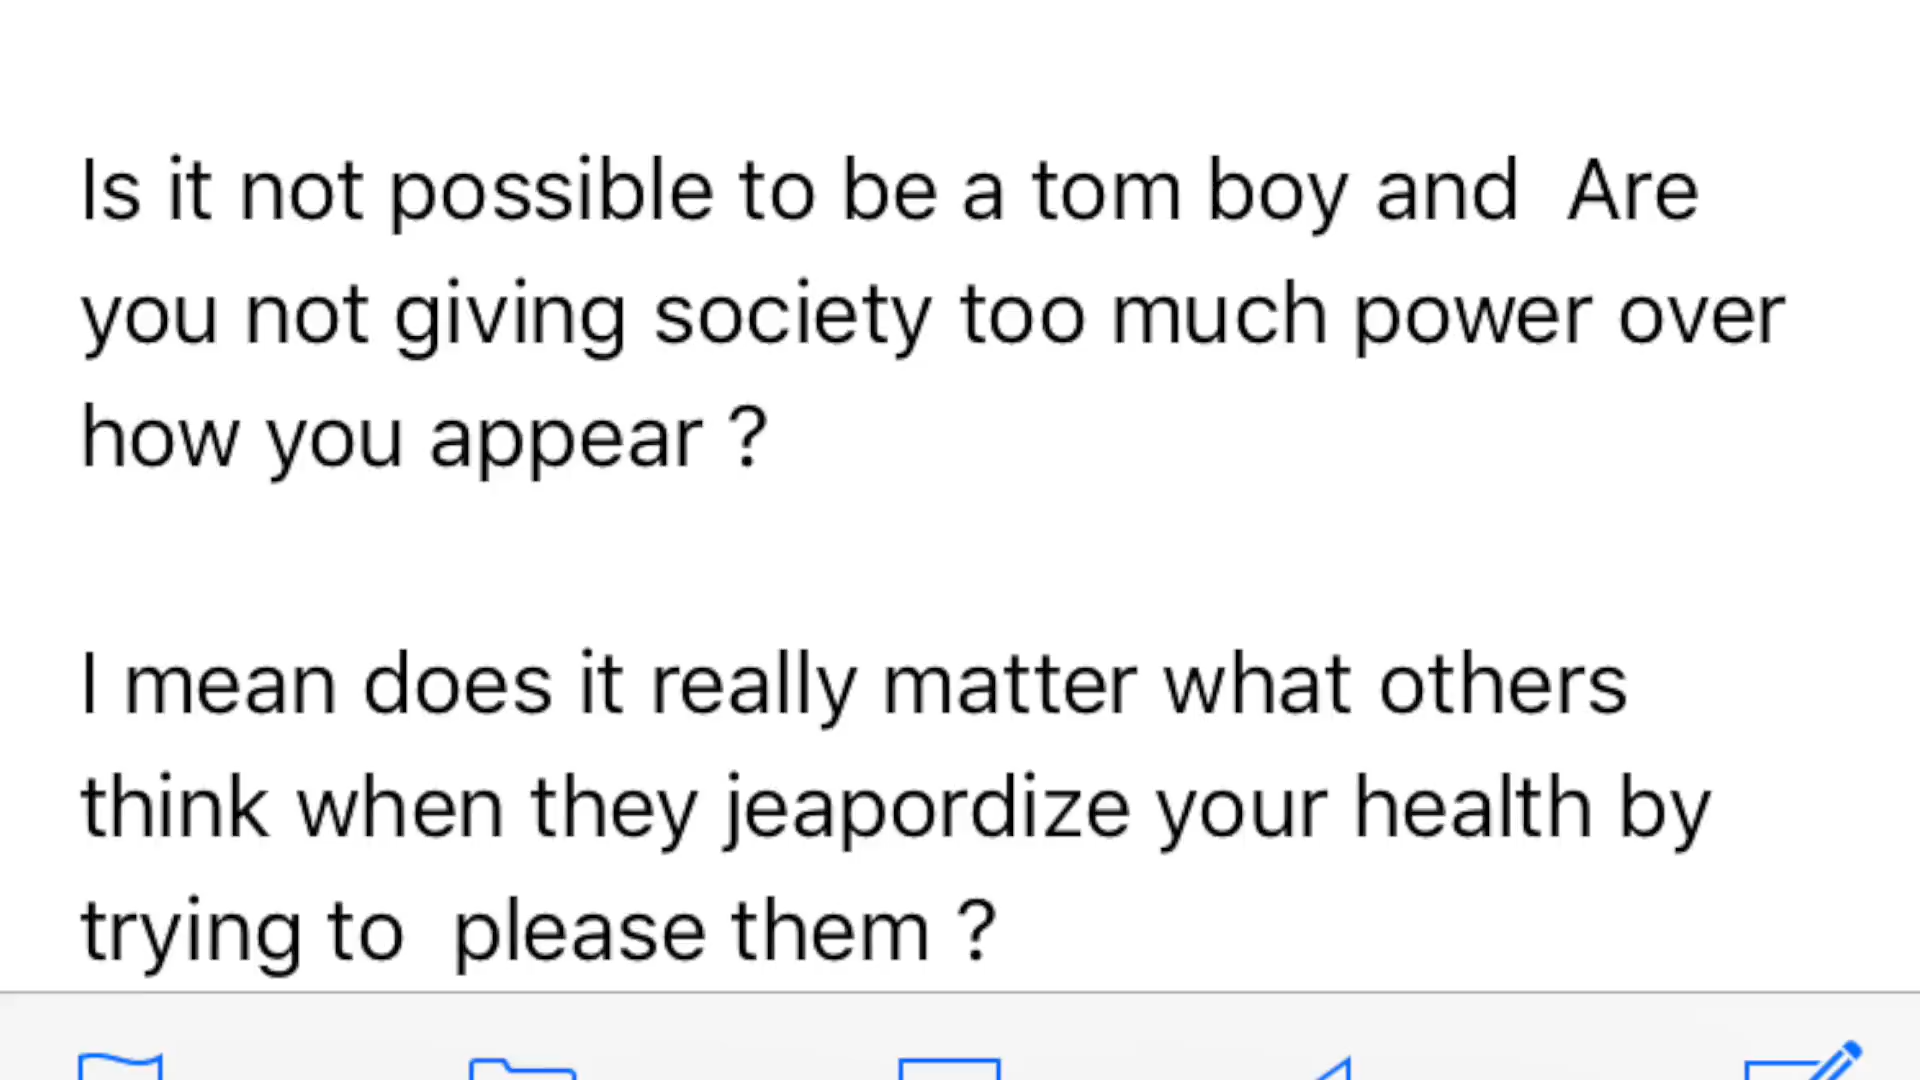 Is it not possible to be a tom boy and  Are
you not giving society too much power over
how you appear ?
I mean does it really matter what others
think when they jeapordize your health by
trying to  please them ?